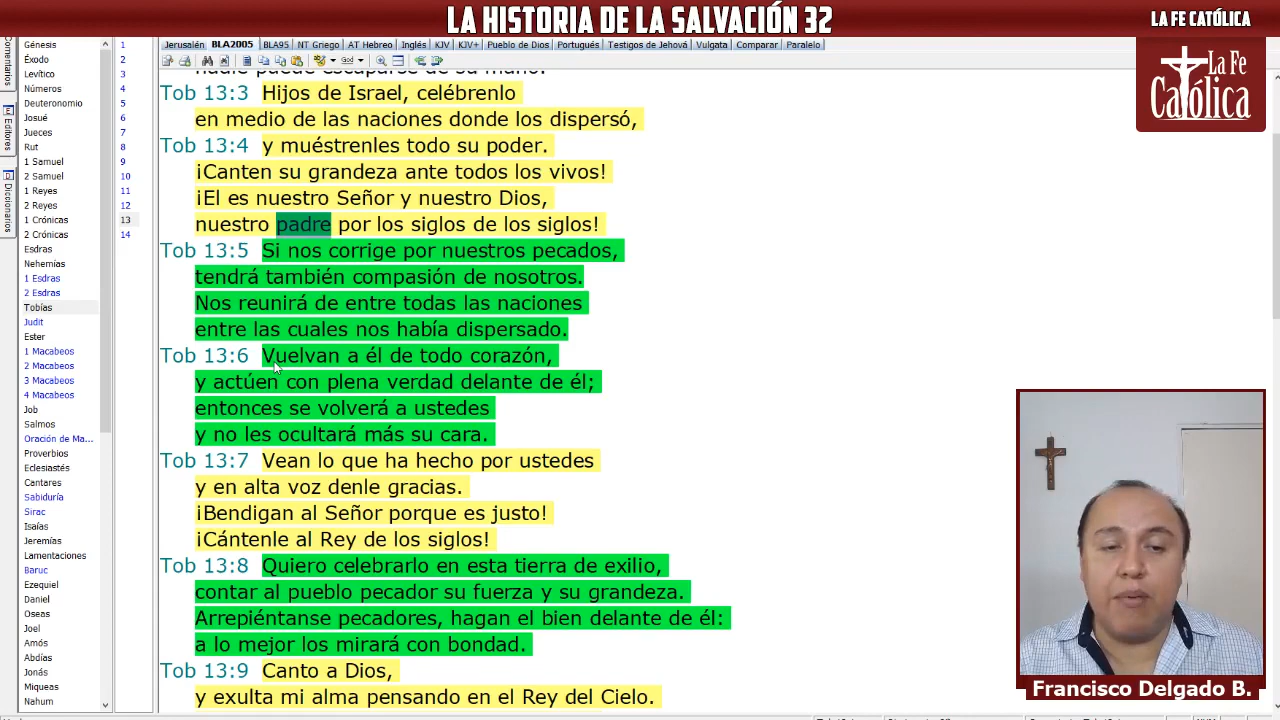 LA HISTORIA DE LA SALVACIÓN 32
LA FE CATÓLICA
Jerusalén BLA2005 BLA95 NT Griego AT Hebreo Inglés KJV KJV+ Pueblo de Dios Portugués Testigos de Jehová Vulgata Comparar Paralelo
Comentarios
Editores
Diccionarios
Génesis
Éxodo
Levítico
Números
Deuteronomio
Josué
Jueces
Rut
1 Samuel
2 Samuel
1 Reyes
2 Reyes
1 Crónicas
2 Crónicas
Esdras
Nehemías
1 Esdras
2 Esdras
Tobías
Judit
Ester
1 Macabeos
2 Macabeos
3 Macabeos
4 Macabeos
Job
Salmos
Oración de Ma...
Proverbios
Eclesiastés
Cantares
Sabiduría
Sirac
Isaías
Jeremías
Lamentaciones
Baruc
Ezequiel
Daniel
Oseas
Joel
Amós
Abdías
Jonás
Miqueas
Nahum
1
2
3
4
5
6
7
8
9
10
11
12
13
14
nadie puede escaparse de su mano.
Tob 13:3 Hijos de Israel, celébrenlo
en medio de las naciones donde los dispersó,
Tob 13:4 y muéstrenles todo su poder.
¡Canten su grandeza ante todos los vivos!
¡El es nuestro Señor y nuestro Dios,
nuestro padre por los siglos de los siglos!
Tob 13:5 Si nos corrige por nuestros pecados,
tendrá también compasión de nosotros.
Nos reunirá de entre todas las naciones
entre las cuales nos había dispersado.
Tob 13:6 Vuelvan a él de todo corazón,
y actúen con plena verdad delante de él;
entonces se volverá a ustedes
y no les ocultará más su cara.
Tob 13:7 Vean lo que ha hecho por ustedes
y en alta voz denle gracias.
¡Bendigan al Señor porque es justo!
¡Cántenle al Rey de los siglos!
Tob 13:8 Quiero celebrarlo en esta tierra de exilio,
contar al pueblo pecador su fuerza y su grandeza.
Arrepiéntanse pecadores, hagan el bien delante de él:
a lo mejor los mirará con bondad.
Tob 13:9 Canto a Dios,
y exulta mi alma pensando en el Rey del Cielo.
La Fe
Católica
Francisco Delgado B.